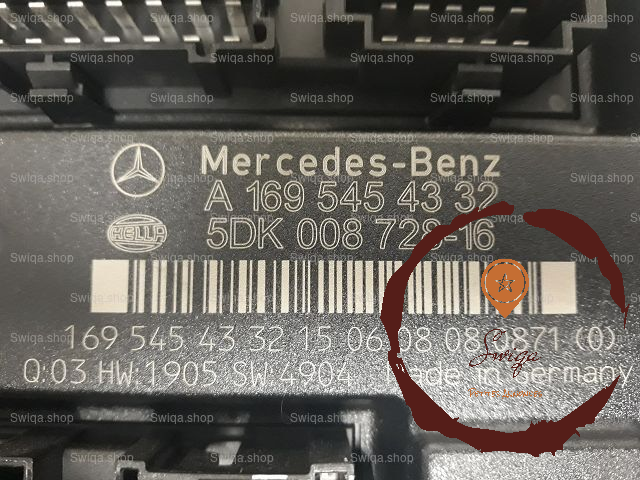 Mercedes-Benz
A 169 545 43 32
HELLA
5DK 008 728-16
169 545 43 32 15 06 08 08 0871 (0)
Q:03 HW:1905 SW:4904 Made in Germany
Swiqa
Swiqa.shop